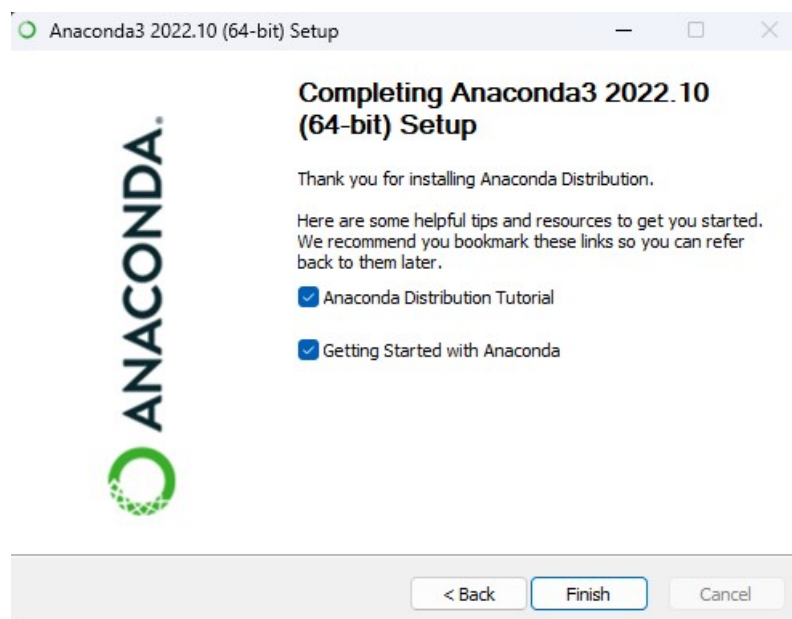 Anaconda3 2022.10 (64-bit) Setup
Completing Anaconda3 2022.10
(64-bit) Setup
Thank you for installing Anaconda Distribution.
Here are some helpful tips and resources to get you started.
We recommend you bookmark these links so you can refer
back to them later.
Anaconda Distribution Tutorial
Getting Started with Anaconda
ANACONDA.
< Back
Finish
Cancel